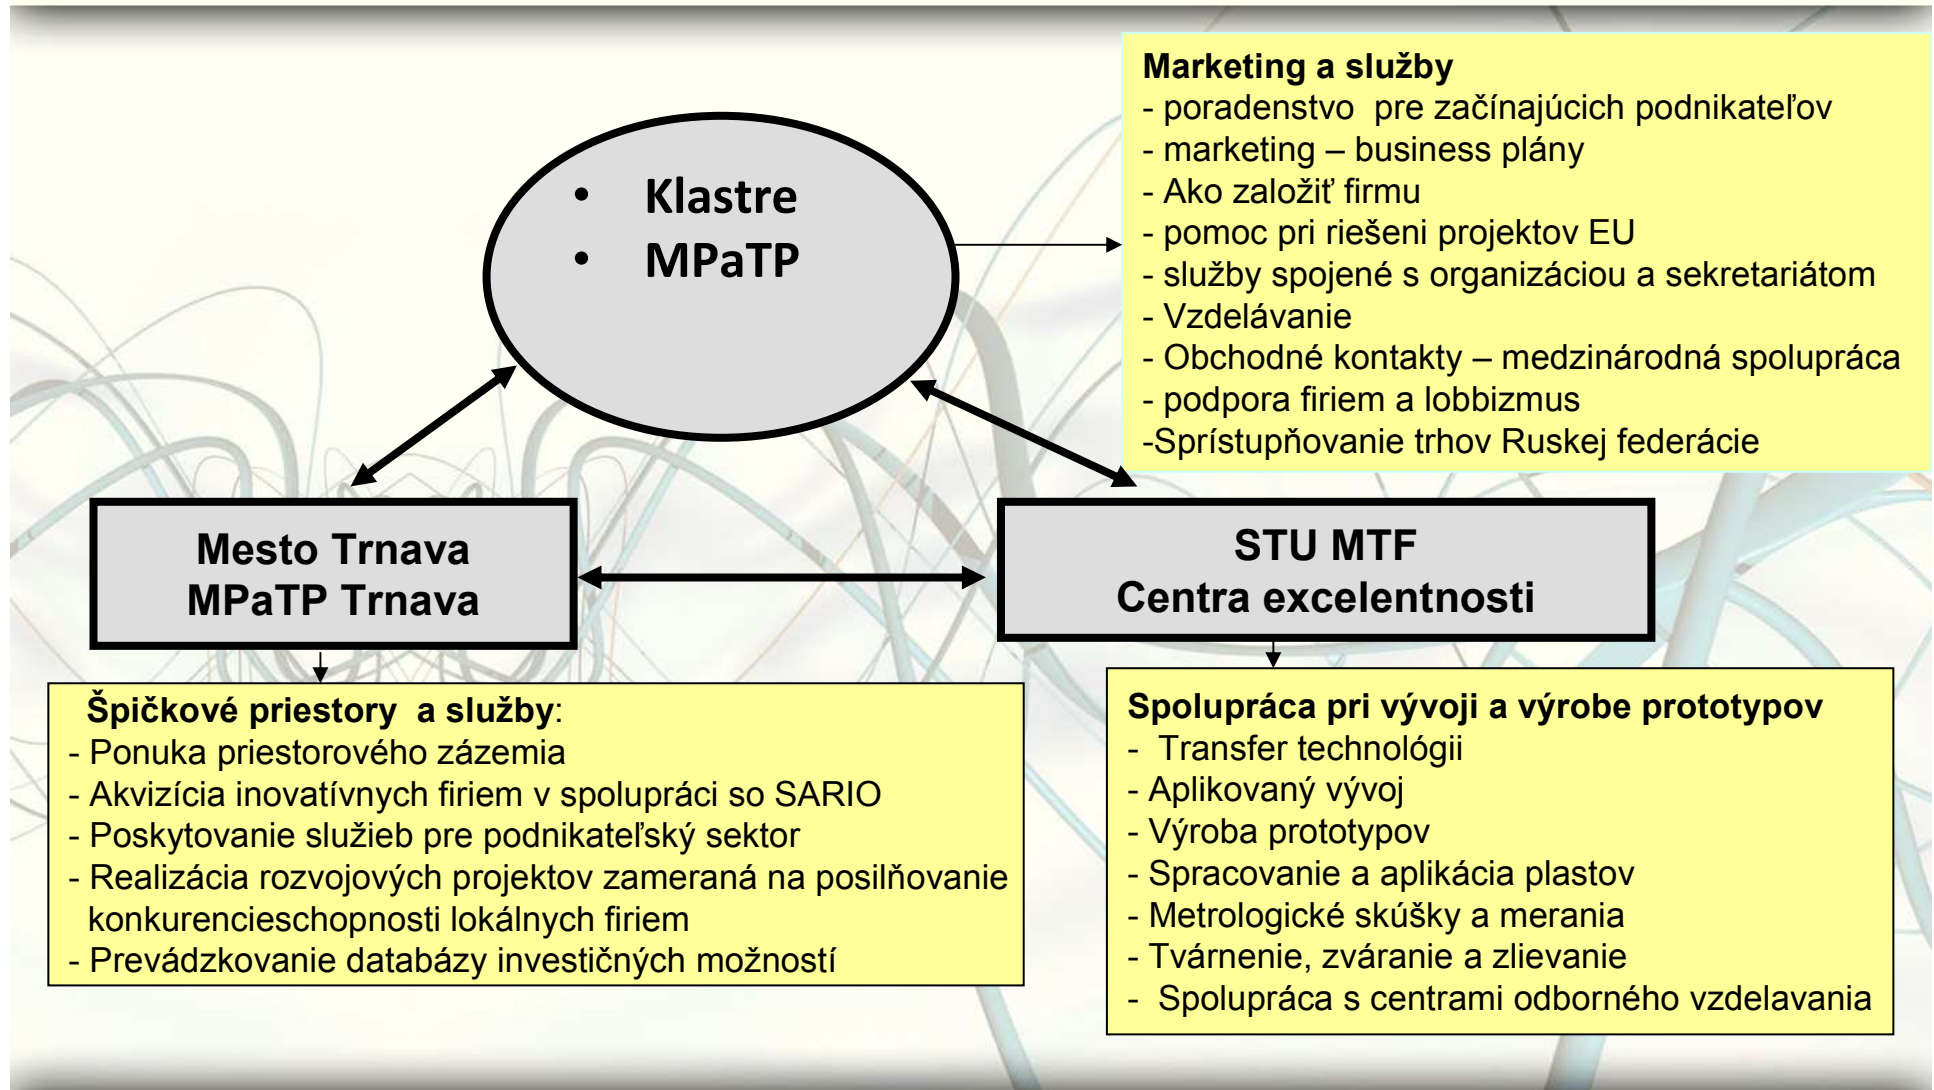 • Klastre
• MPaTP
Marketing a služby
- poradenstvo pre začínajúcich podnikateľov
- marketing – business plány
- Ako založiť firmu
- pomoc pri riešeni projektov EU
- služby spojené s organizáciou a sekretariátom
- Vzdelávanie
- Obchodné kontakty – medzinárodná spolupráca
- podpora firiem a lobbizmus
-Sprístupňovanie trhov Ruskej federácie
Mesto Trnava
MPaTP Trnava
STU MTF
Centra excelentnosti
Špičkové priestory a služby:
- Ponuka priestorového zázemia
- Akvizícia inovatívnych firiem v spolupráci so SARIO
- Poskytovanie služieb pre podnikateľský sektor
- Realizácia rozvojových projektov zameraná na posilňovanie
konkurencieschopnosti lokálnych firiem
- Prevádzkovanie databázy investičných možností
Spolupráca pri vývoji a výrobe prototypov
- Transfer technológii
- Aplikovaný vývoj
- Výroba prototypov
- Spracovanie a aplikácia plastov
- Metrologické skúšky a merania
- Tvárnenie, zváranie a zlievanie
- Spolupráca s centrami odborného vzdelavania